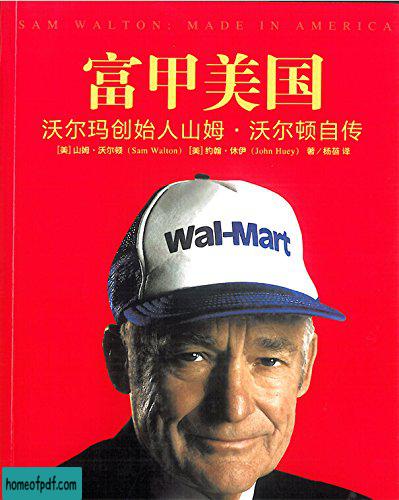 SAM WALTON: MADE IN AMERICA
富甲美国
沃尔玛创始人山姆·沃尔顿自传
[美]山姆·沃尔顿（Sam Walton） [美]约翰·休伊（John Huey） 著/杨蓓 译
Wal-Mart
homeofpdf.com